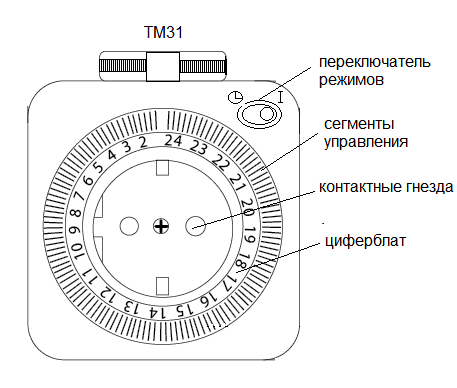 TM31
переключатель
режимов
I
сегменты
управления
контактные гнезда
циферблат
24 23 22 21 20 19 18 17 16 15 14 13 12 11 10 9 8 7 6 5 4 3 2